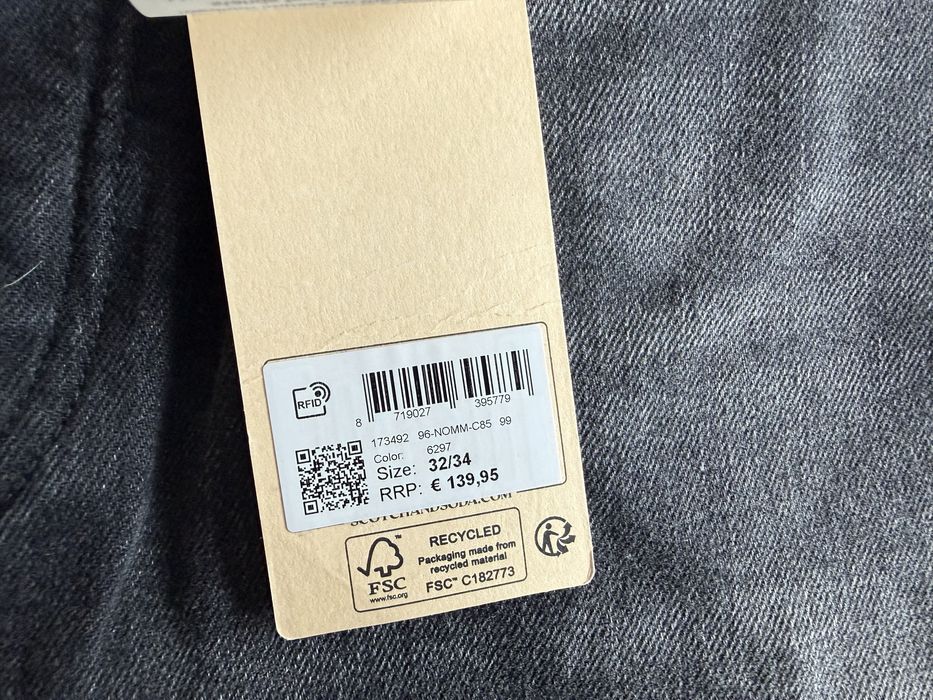 RFID
8 719027 395779
173492 96-NOMM-C85 99
Color: 6297
Size: 32/34
RRP: € 139,95
SCOTCHANDSODA.COM
FSC™
www.fsc.org
RECYCLED
Packaging made from
recycled material
FSC™ C182773